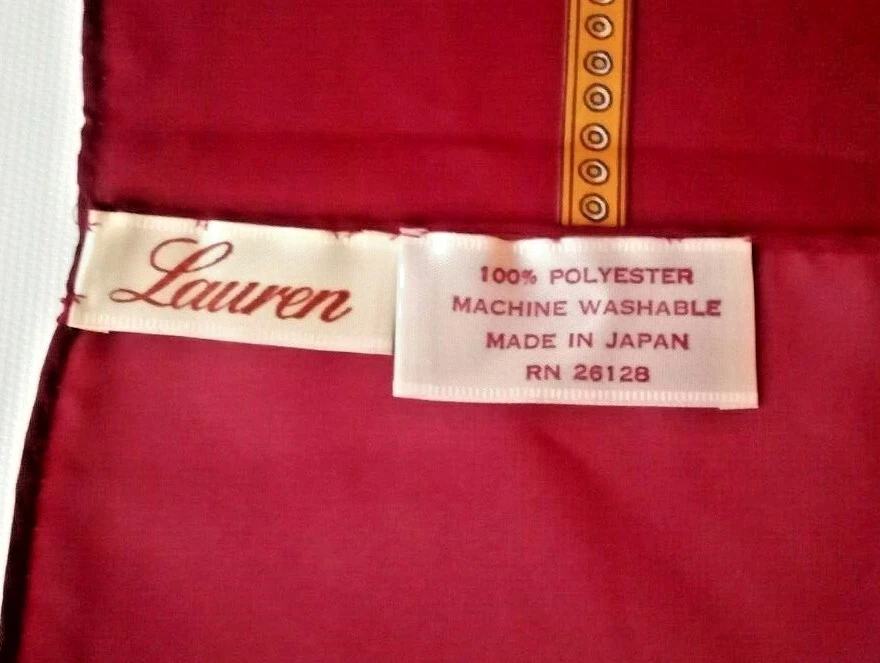 Lauren
100% POLYESTER
MACHINE WASHABLE
MADE IN JAPAN
RN 26128